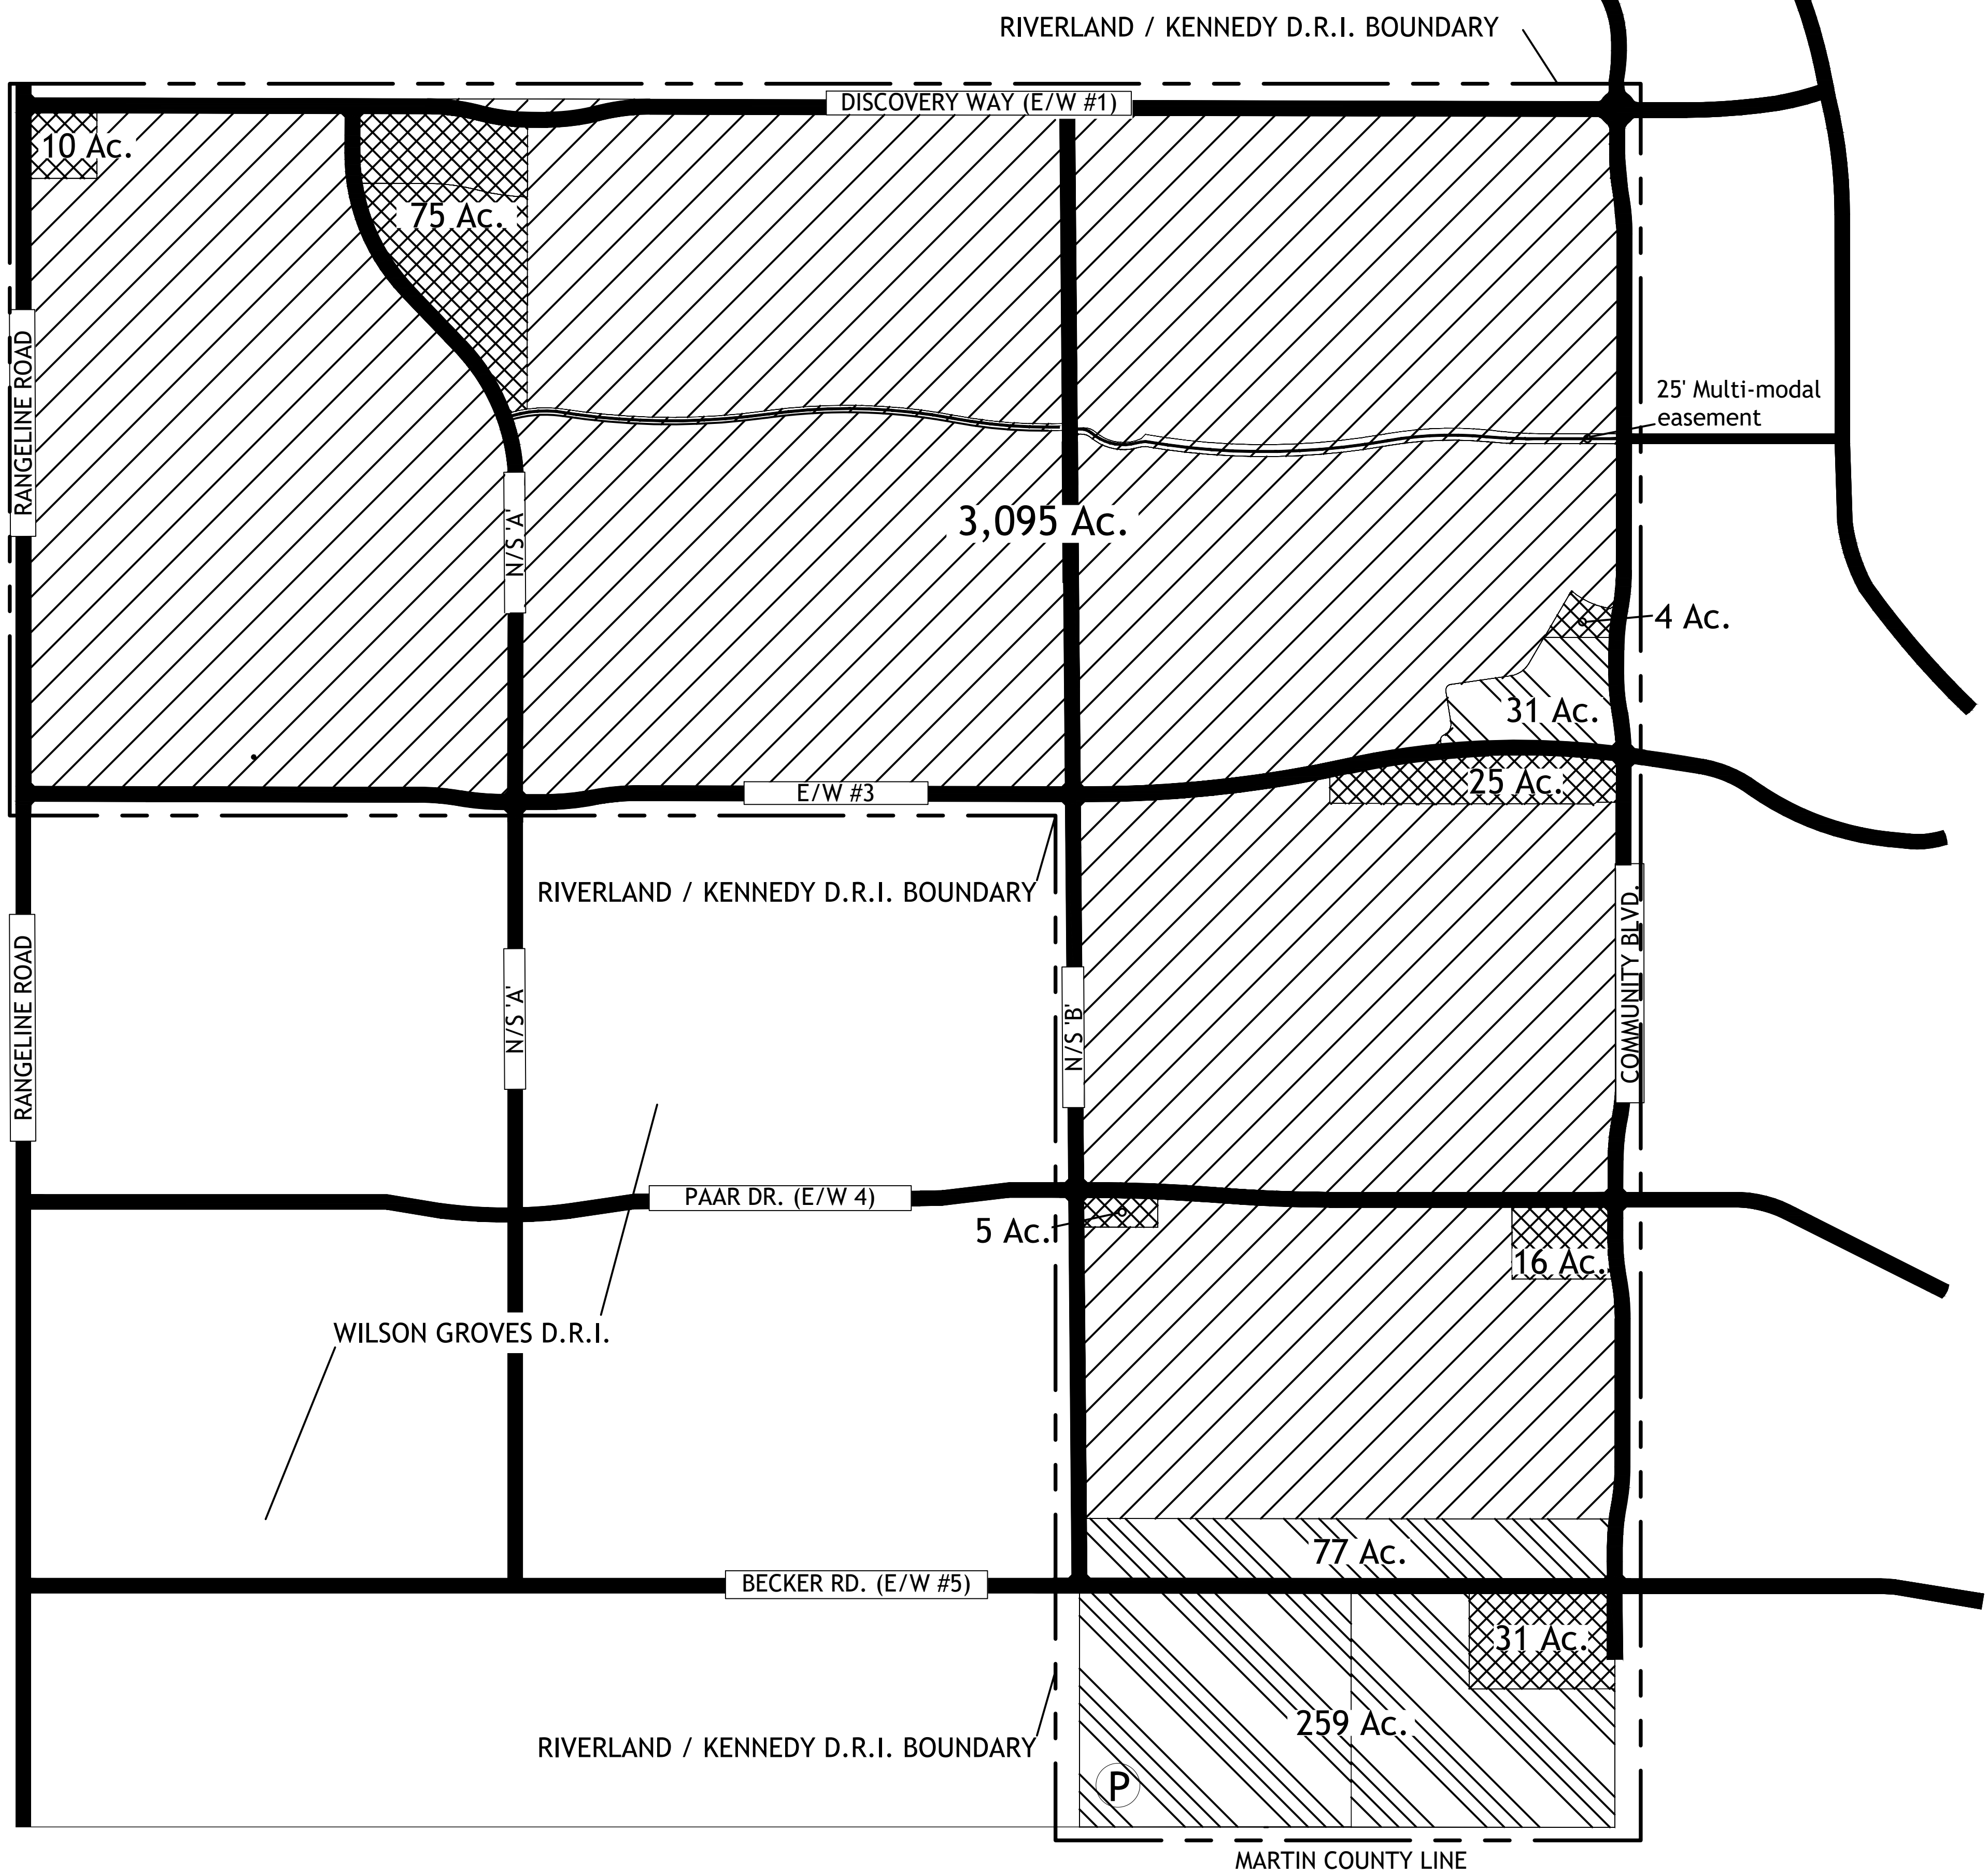 RIVERLAND / KENNEDY D.R.I. BOUNDARY
DISCOVERY WAY (E/W #1)
10 Ac.
75 Ac.
RANGELINE ROAD
25' Multi-modal
easement
N/S 'A'
3,095 Ac.
4 Ac.
31 Ac.
25 Ac.
E/W #3
RIVERLAND / KENNEDY D.R.I. BOUNDARY
COMMUNITY BLVD.
RANGELINE ROAD
N/S 'A'
N/S 'B'
PAAR DR. (E/W 4)
5 Ac.
16 Ac.
WILSON GROVES D.R.I.
77 Ac.
BECKER RD. (E/W #5)
31 Ac.
259 Ac.
RIVERLAND / KENNEDY D.R.I. BOUNDARY
P
MARTIN COUNTY LINE